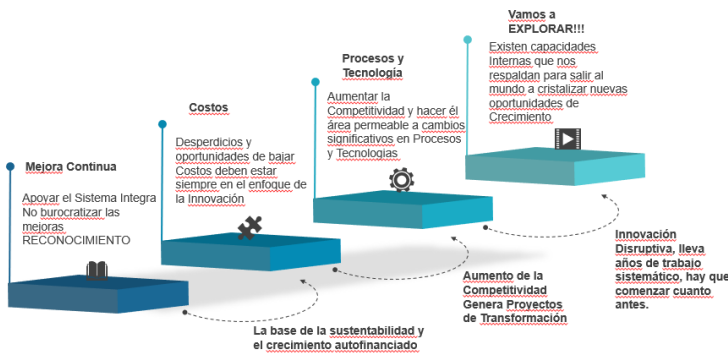 Mejora Continua
Apoyar el Sistema Integra
No burocratizar las
mejoras
RECONOCIMIENTO
Costos
Desperdicios y
oportunidades de bajar
Costos deben estar
siempre en el enfoque de
la Innovación
Procesos y
Tecnología
Aumentar la
Competitividad y hacer él
área permeable a cambios
significativos en Procesos
y Tecnologias
Vamos a
EXPLORAR!!!
Existen capacidades
Internas que nos
respaldan para salir al
mundo a cristalizar nuevas
oportunidades de
Crecimiento
La base de la sustentabilidad y
el crecimiento autofinanciado
Aumento de la
Competitividad
Genera Proyectos
de Transformación
Innovación
Disruptiva, lleva
años de trabajo
sistemático, hay que
comenzar cuanto
antes.